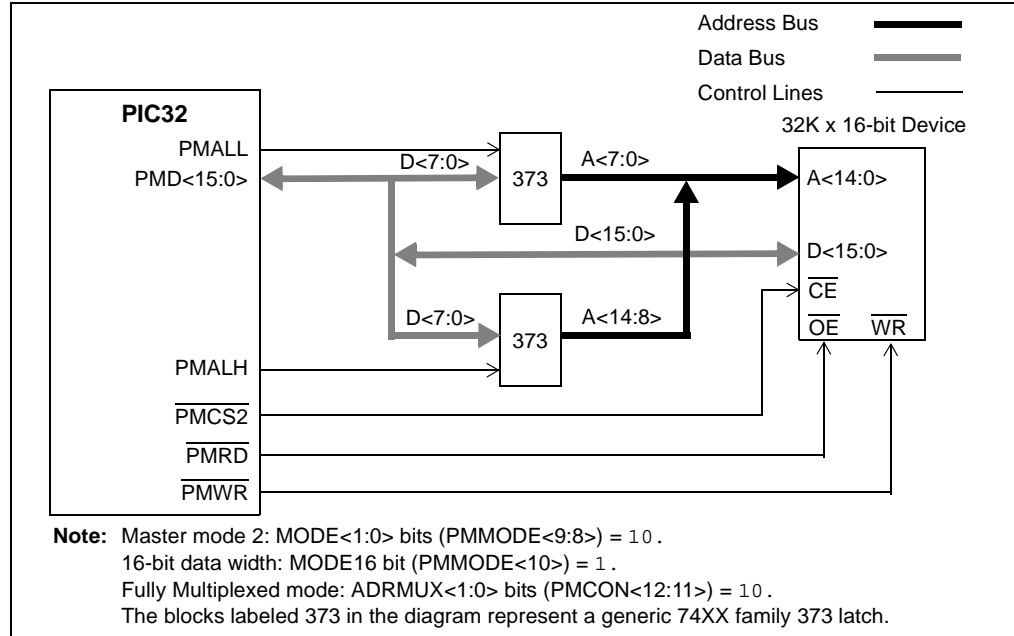 Address Bus
Data Bus
Control Lines
32K x 16-bit Device
PIC32
PMALL
PMD<15:0>
D<7:0>
373
A<7:0>
A<14:0>
D<15:0>
D<15:0>
CE
D<7:0>
373
A<14:8>
OE WR
PMALH
PMCS2
PMRD
PMWR
Note: Master mode 2: MODE<1:0> bits (PMMODE<9:8>) = 10.
16-bit data width: MODE16 bit (PMMODE<10>) = 1.
Fully Multiplexed mode: ADRMUX<1:0> bits (PMCON<12:11>) = 10.
The blocks labeled 373 in the diagram represent a generic 74XX family 373 latch.